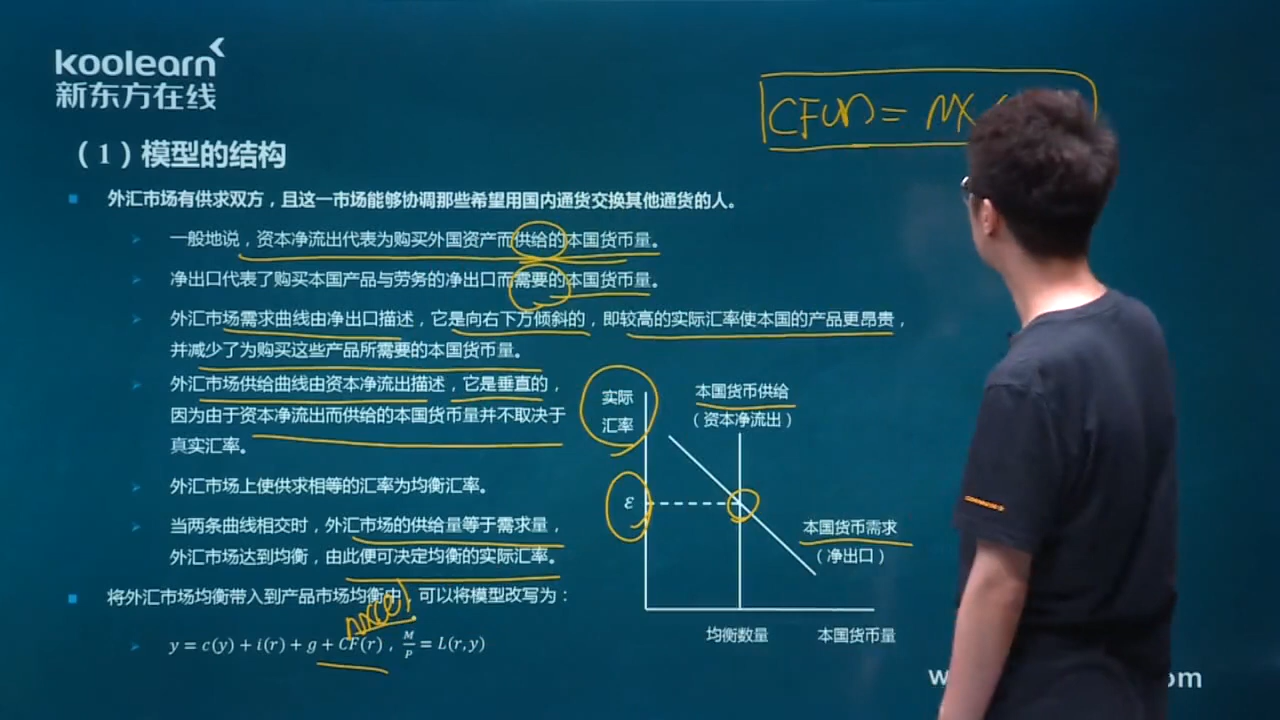 koolearn
新东方在线
CF(r) = NX
（1）模型的结构
外汇市场有供求双方，且这一市场能够协调那些希望用国内通货交换其他通货的人。
一般地说，资本净流出代表为购买外国资产而供给的本国货币量。
净出口代表了购买本国产品与劳务的净出口而需要的本国货币量。
外汇市场需求曲线由净出口描述，它是向右下方倾斜的，即较高的实际汇率使本国的产品更昂贵，
并减少了为购买这些产品所需要的本国货币量。
外汇市场供给曲线由资本净流出描述，它是垂直的，
因为由于资本净流出而供给的本国货币量并不取决于
真实汇率。
外汇市场上使供求相等的汇率为均衡汇率。
当两条曲线相交时，外汇市场的供给量等于需求量，
外汇市场达到均衡，由此便可决定均衡的实际汇率。
将外汇市场均衡带入到产品市场均衡中，可以将模型改写为：
y = c(y) + i(r) + g + CF(r)，M/P = L(r, y)
实际
汇率
本国货币供给
（资本净流出）
ε
本国货币需求
（净出口）
均衡数量
本国货币量
w
om